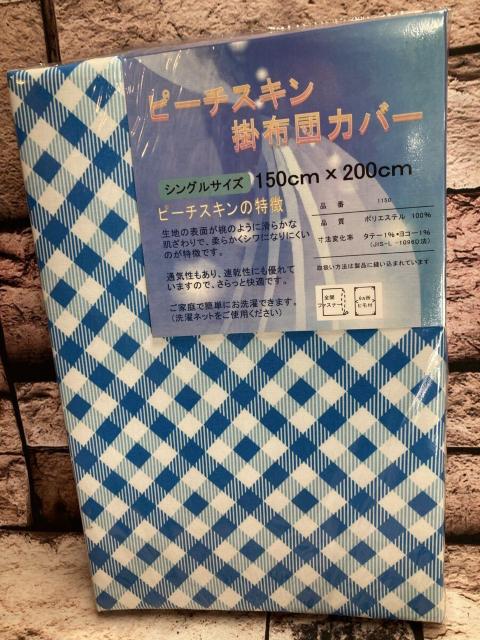 ピーチスキン
掛布団カバー
シングルサイズ 150cm×200cm
ピーチスキンの特徴
生地の表面が桃のように滑らかな
肌ざわりで、柔らかくシワになりにくい
のが特徴です。
通気性もあり、速乾性にも優れて
いますので、さらっと快適です。
ご家庭で簡単にお洗濯できます。
(洗濯ネットをご使用ください)
品番 1150
品質 ポリエステル 100%
寸法変化率 タテー1%・ヨコー1%
(JIS-L-1096D法)
取扱い方法は製品に縫い込まれています
全開
ファスナー
ヒモ付